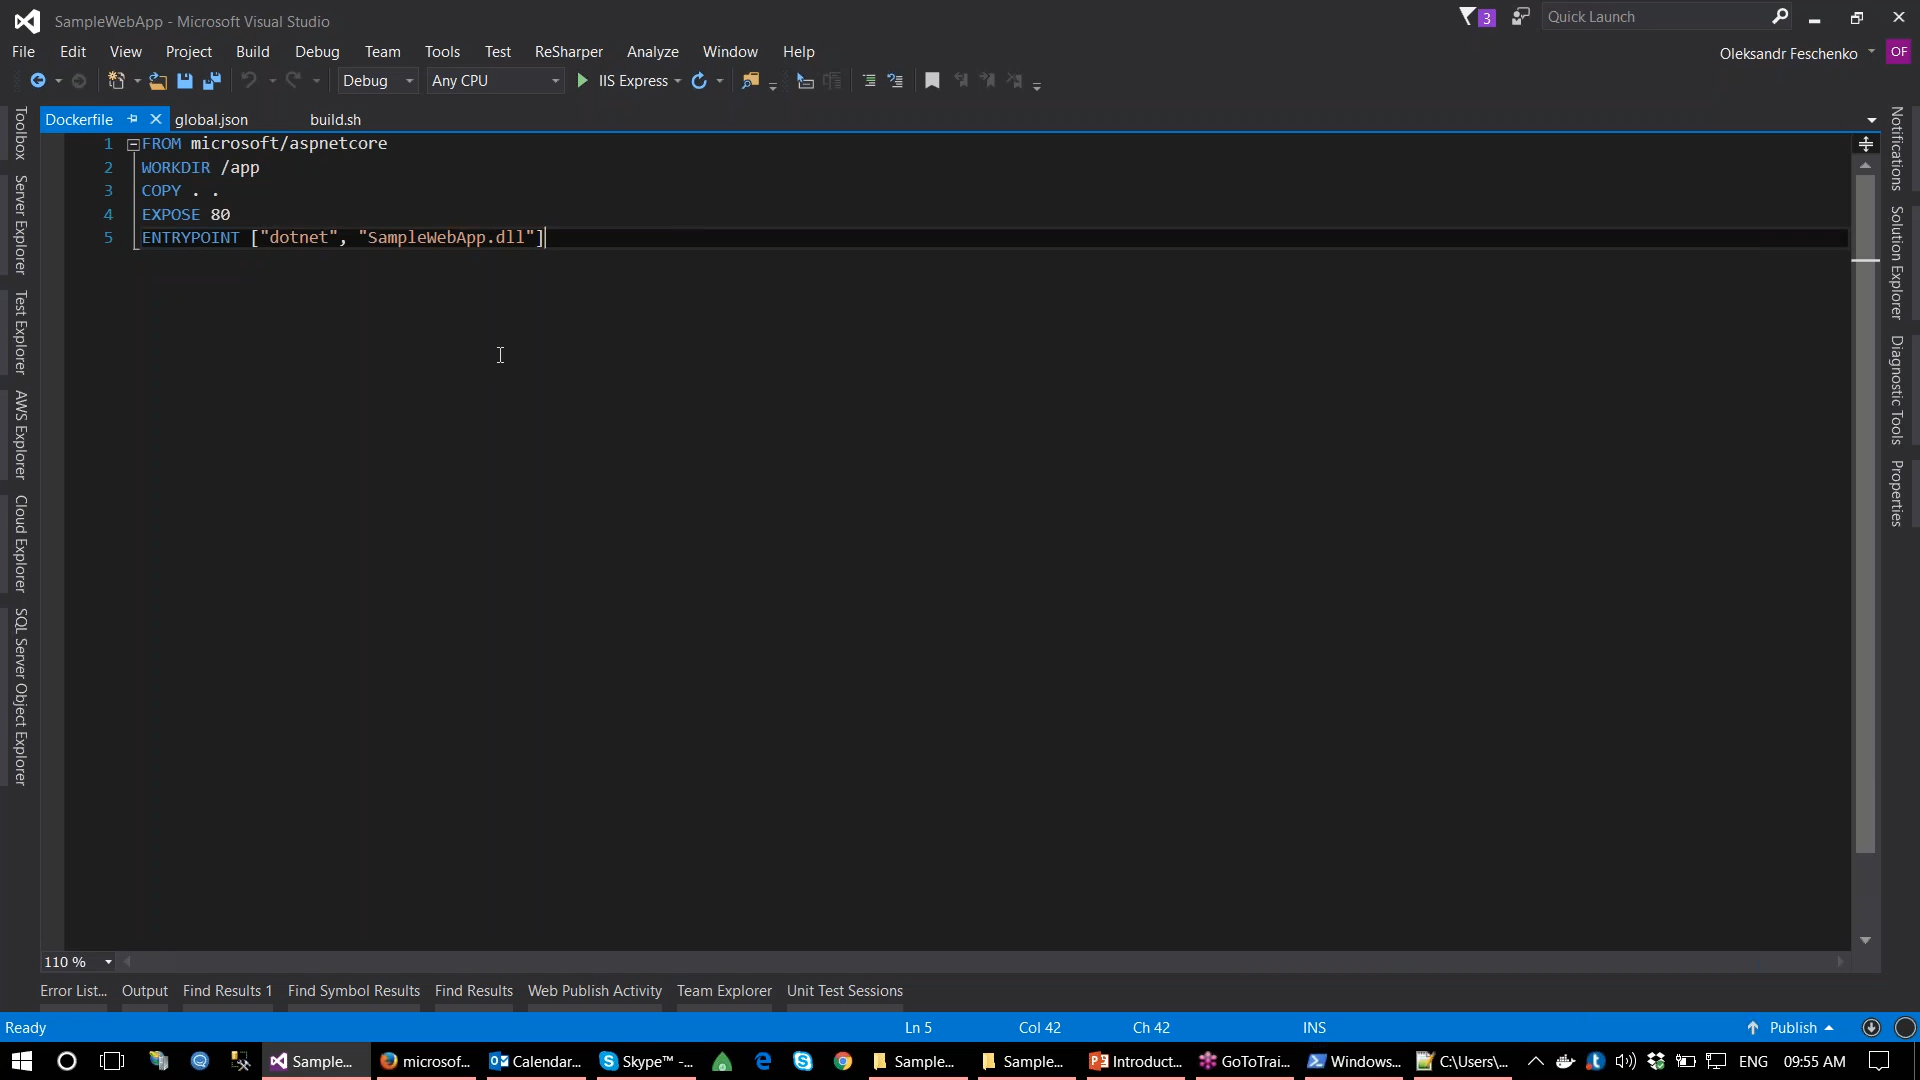 SampleWebApp - Microsoft Visual Studio
3
Quick Launch
File Edit View Project Build Debug Team Tools Test ReSharper Analyze Window Help
Oleksandr Feschenko
OF
Debug Any CPU IIS Express
Dockerfile global.json build.sh
1 FROM microsoft/aspnetcore
2 WORKDIR /app
3 COPY . .
4 EXPOSE 80
5 ENTRYPOINT ["dotnet", "SampleWebApp.dll"]
Toolbox
Server Explorer
Test Explorer
AWS Explorer
Cloud Explorer
SQL Server Object Explorer
Notifications
Solution Explorer
Diagnostic Tools
Properties
110 %
Error List... Output Find Results 1 Find Symbol Results Find Results Web Publish Activity Team Explorer Unit Test Sessions
Ready Ln 5 Col 42 Ch 42 INS Publish
Sample... microsof... Calendar... Skype™ -... Sample... Sample... Introduct... GoToTrai... Windows... C:\Users\... ENG 09:55 AM